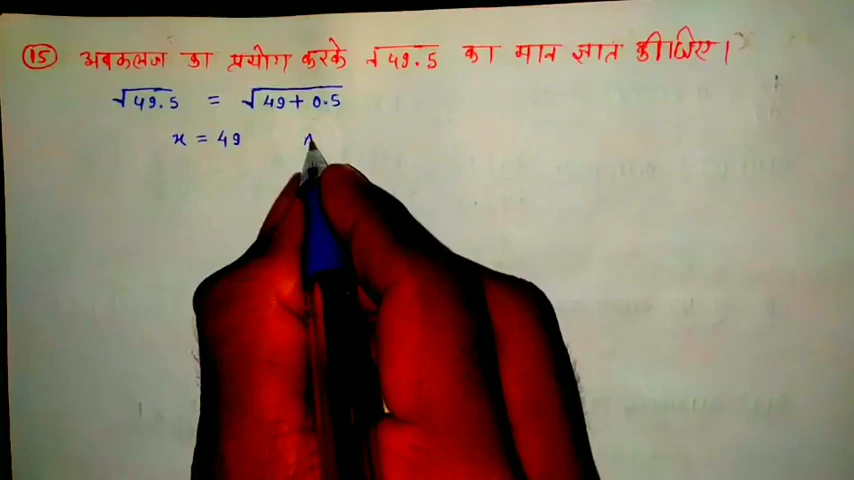 15 अवकलज का प्रयोग करके √49.5 का मान ज्ञात कीजिए।
√49.5 = √49+0.5
x = 49